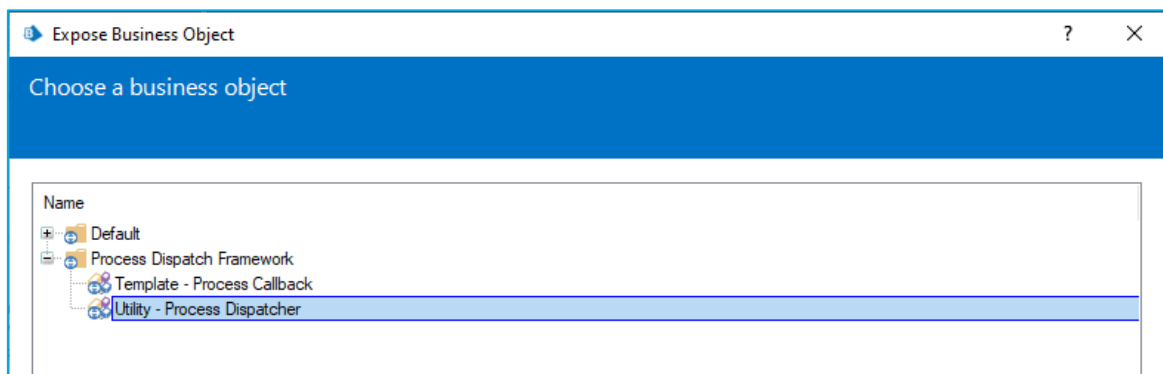 Expose Business Object ?
Choose a business object
Name
Default
Process Dispatch Framework
Template - Process Callback
Utility - Process Dispatcher